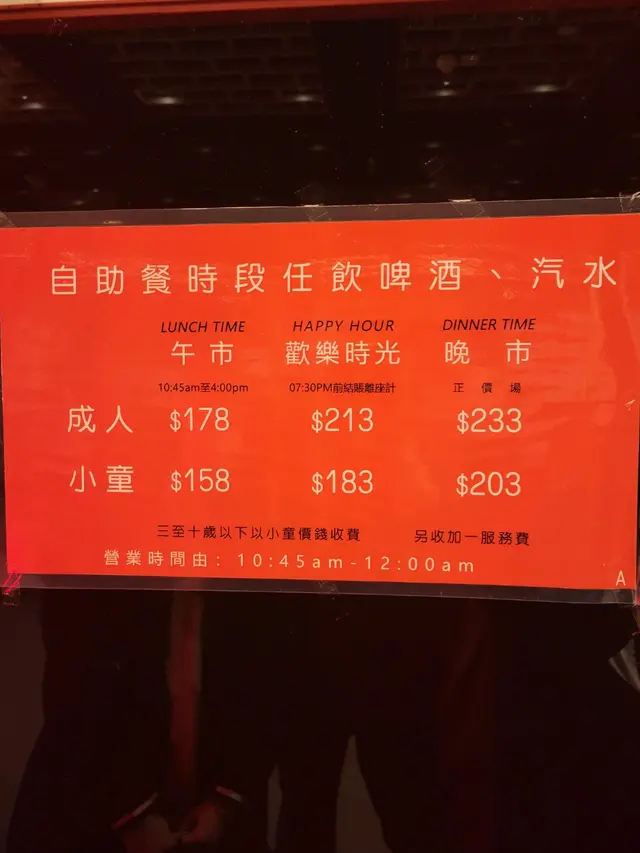 自助餐時段任飲啤酒、汽水
LUNCH TIME HAPPY HOUR DINNER TIME
午市 歡樂時光 晚市
10:45am至4:00pm 07:30PM前結賬離座計 正價場
成人 $178 $213 $233
小童 $158 $183 $203
三至十歲以下以小童價錢收費 另收加一服務費
營業時間由: 10:45am-12:00am
A